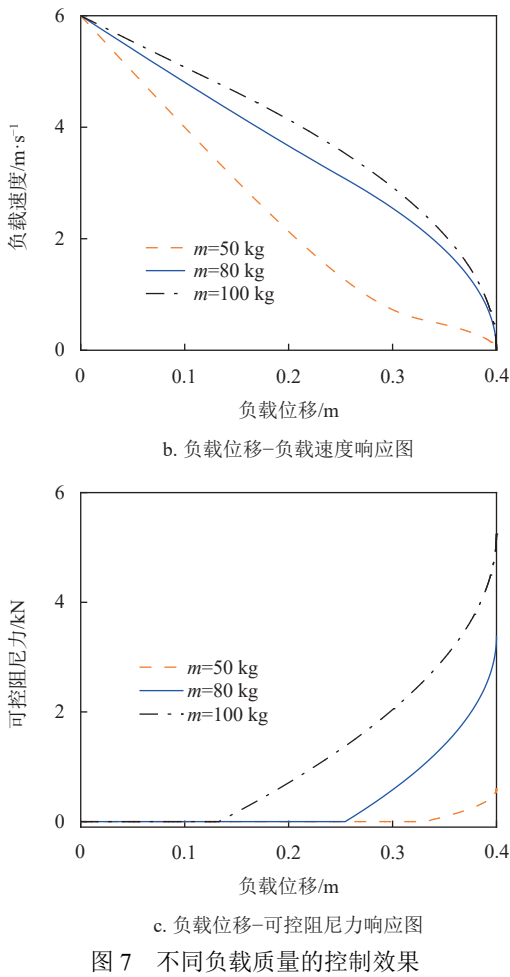 6
4
2
0
负载速度/m·s⁻¹
m=50 kg
m=80 kg
m=100 kg
0 0.1 0.2 0.3 0.4
负载位移/m
b. 负载位移−负载速度响应图
6
4
2
0
可控阻尼力/kN
m=50 kg
m=80 kg
m=100 kg
0 0.1 0.2 0.3 0.4
负载位移/m
c. 负载位移−可控阻尼力响应图
图 7 不同负载质量的控制效果